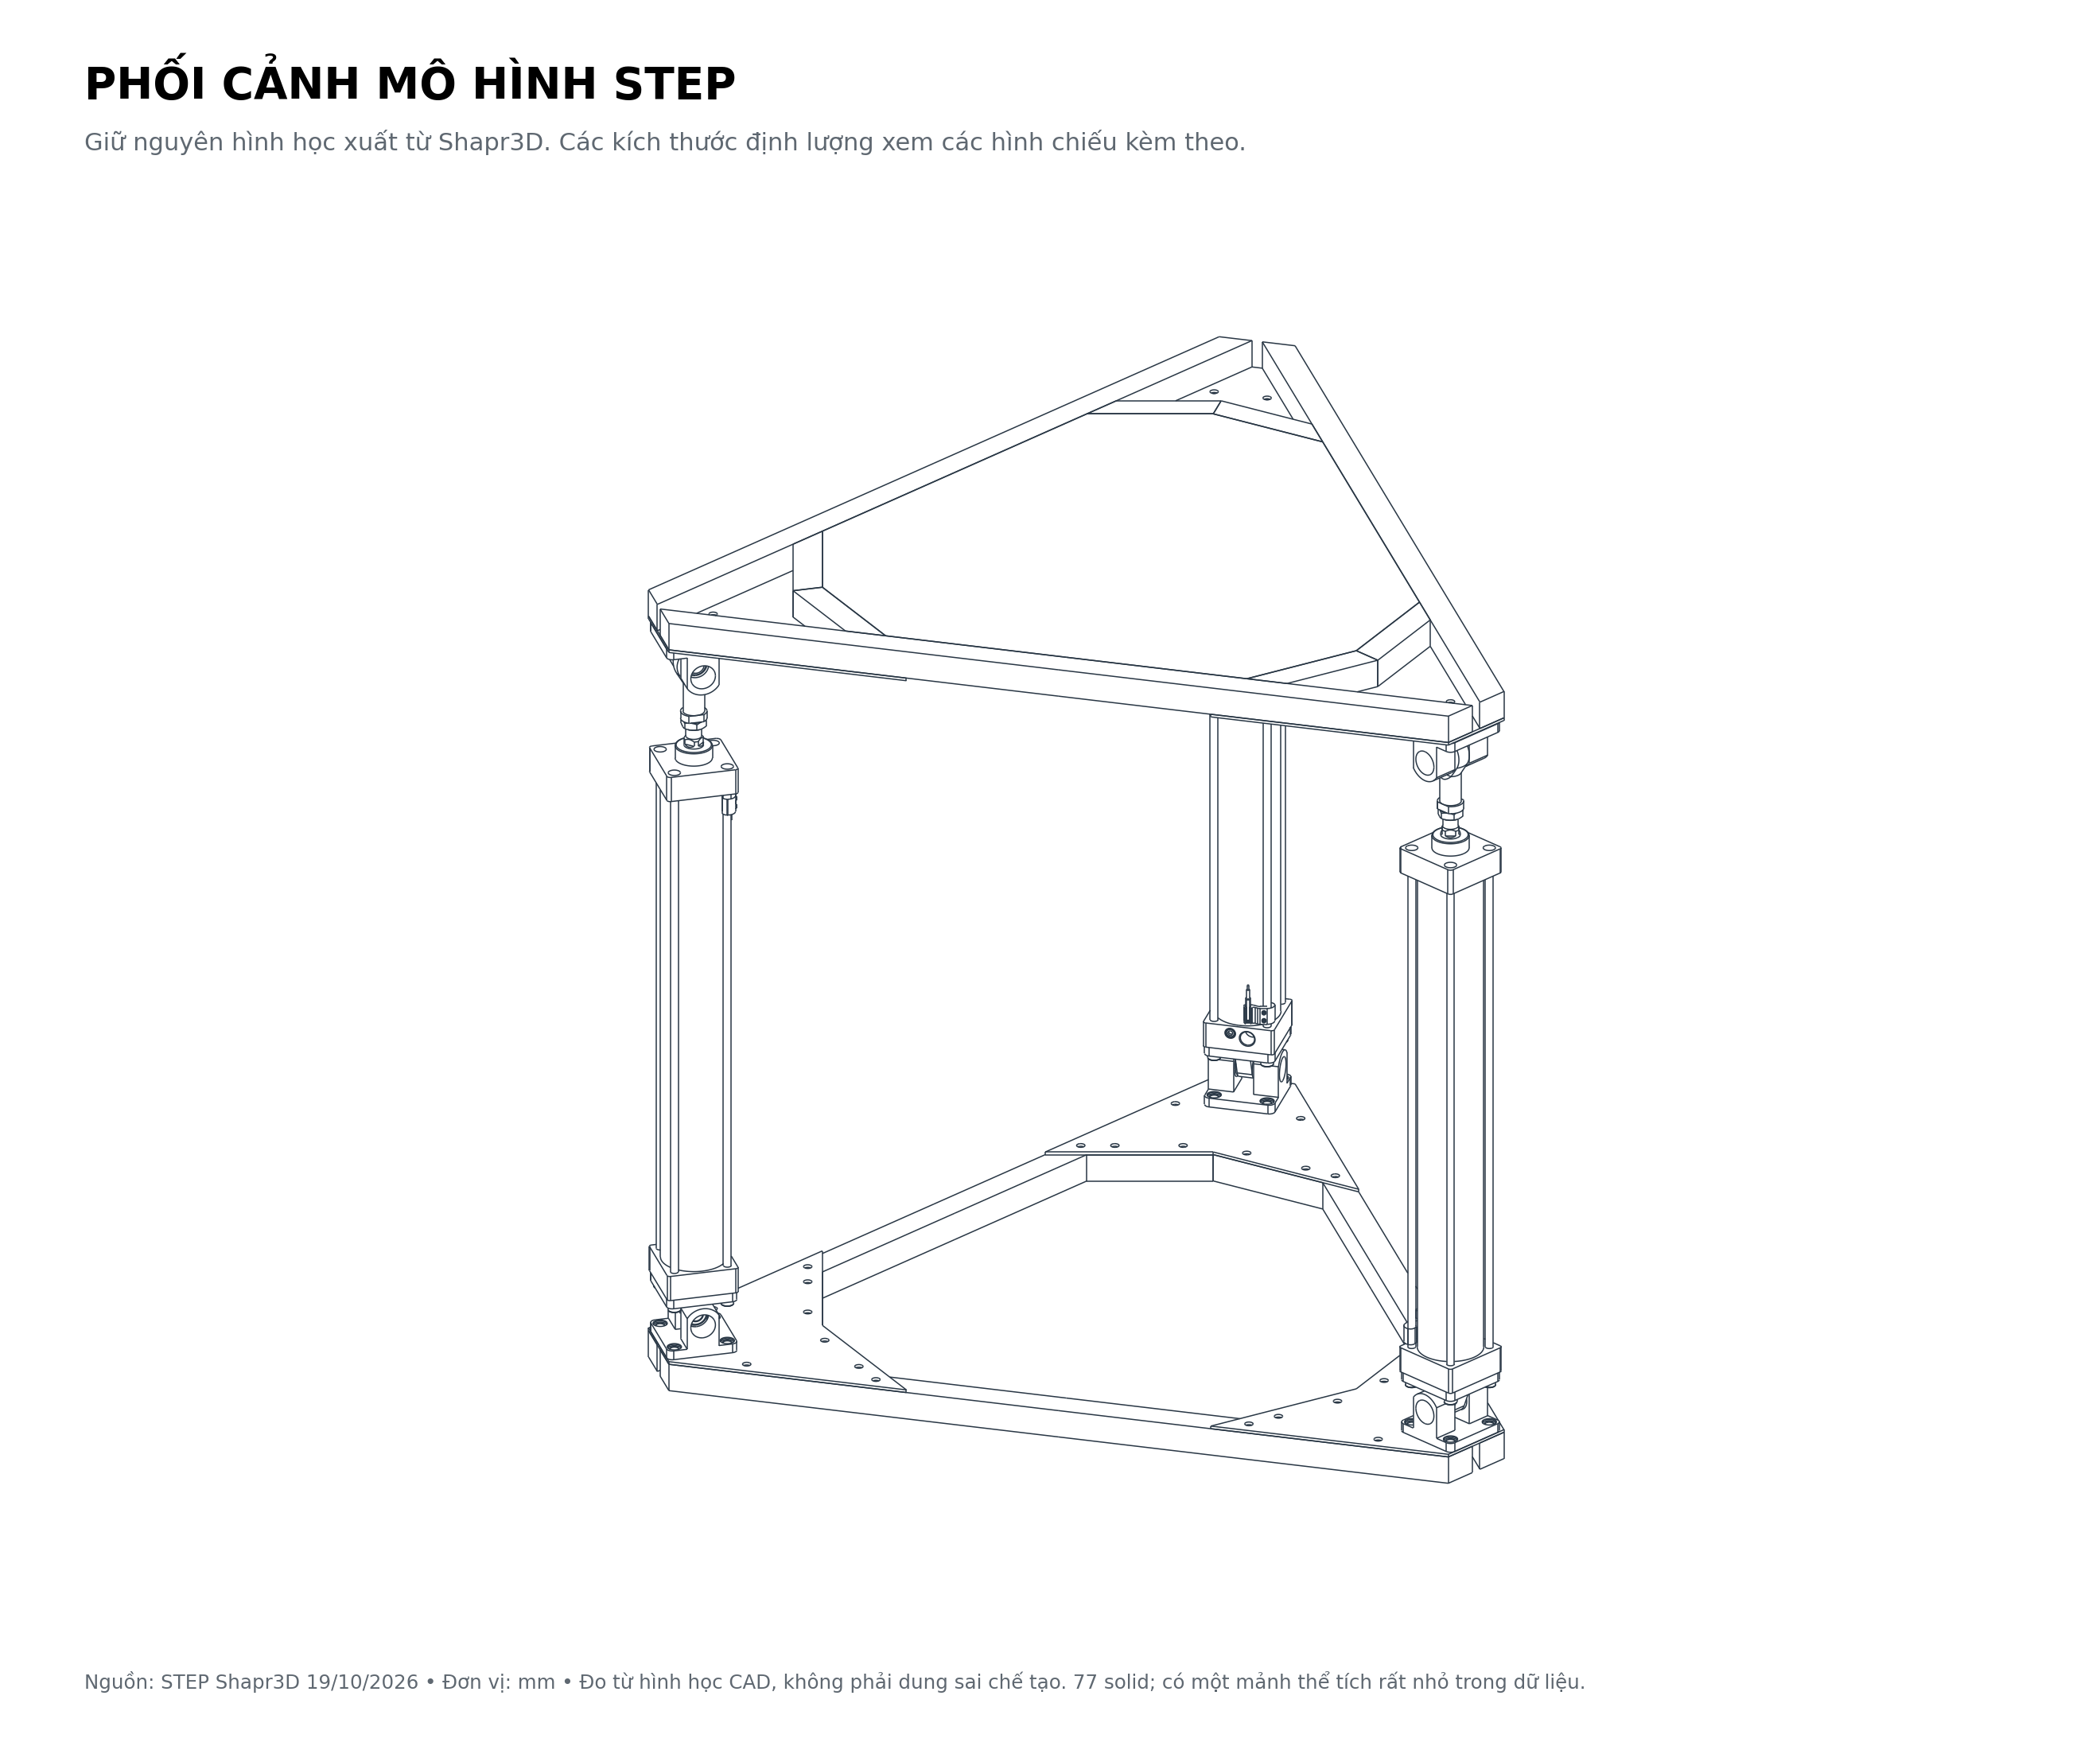 PHỐI CẢNH MÔ HÌNH STEP
Giữ nguyên hình học xuất từ Shapr3D. Các kích thước định lượng xem các hình chiếu kèm theo.
Nguồn: STEP Shapr3D 19/10/2026 • Đơn vị: mm • Đo từ hình học CAD, không phải dung sai chế tạo. 77 solid; có một mảnh thể tích rất nhỏ trong dữ liệu.